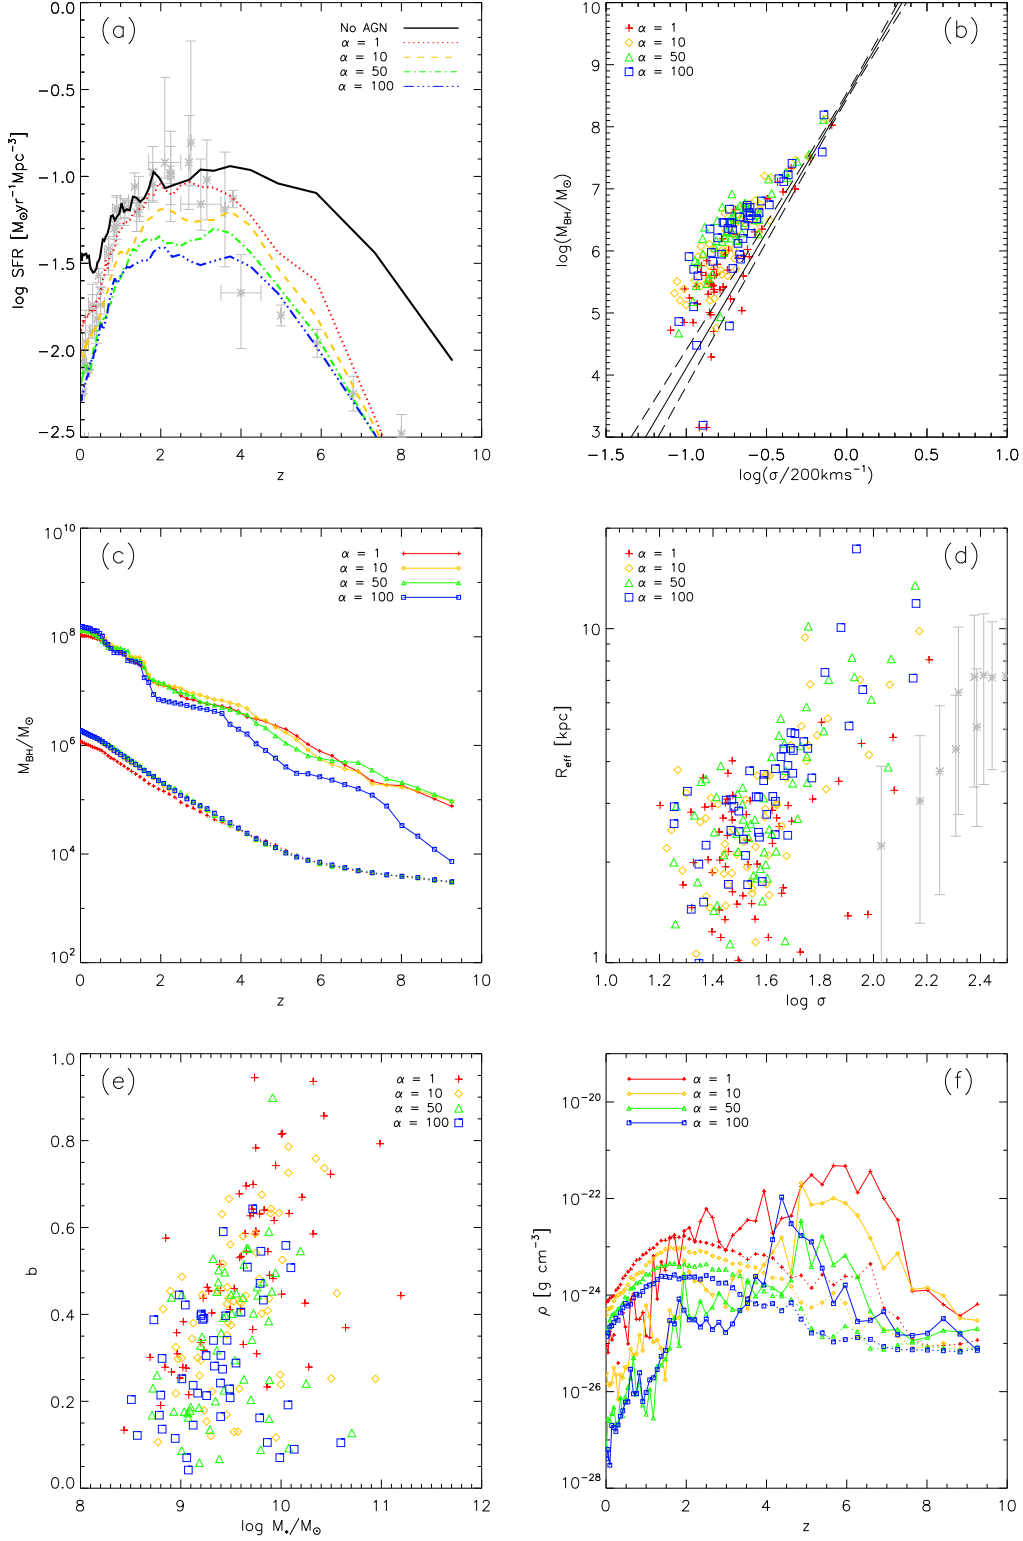 (a)
No AGN
α = 1
α = 10
α = 50
α = 100
0.0
−0.5
−1.0
−1.5
−2.0
−2.5
log SFR [M⊙yr⁻¹Mpc⁻³]
0 2 4 6 8 10
z
(b)
α = 1
α = 10
α = 50
α = 100
10
9
8
7
6
5
4
3
log(M_BH/M⊙)
−1.5 −1.0 −0.5 0.0 0.5 1.0
log(σ/200kms⁻¹)
(c)
α = 1
α = 10
α = 50
α = 100
10¹⁰
10⁸
10⁶
10⁴
10²
M_BH/M⊙
0 2 4 6 8 10
z
(d)
α = 1
α = 10
α = 50
α = 100
10
1
R_eff [kpc]
1.0 1.2 1.4 1.6 1.8 2.0 2.2 2.4
log σ
(e)
α = 1
α = 10
α = 50
α = 100
1.0
0.8
0.6
0.4
0.2
0.0
b
8 9 10 11 12
log M_*/M⊙
(f)
α = 1
α = 10
α = 50
α = 100
10⁻²⁰
10⁻²²
10⁻²⁴
10⁻²⁶
10⁻²⁸
ρ [g cm⁻³]
0 2 4 6 8 10
z